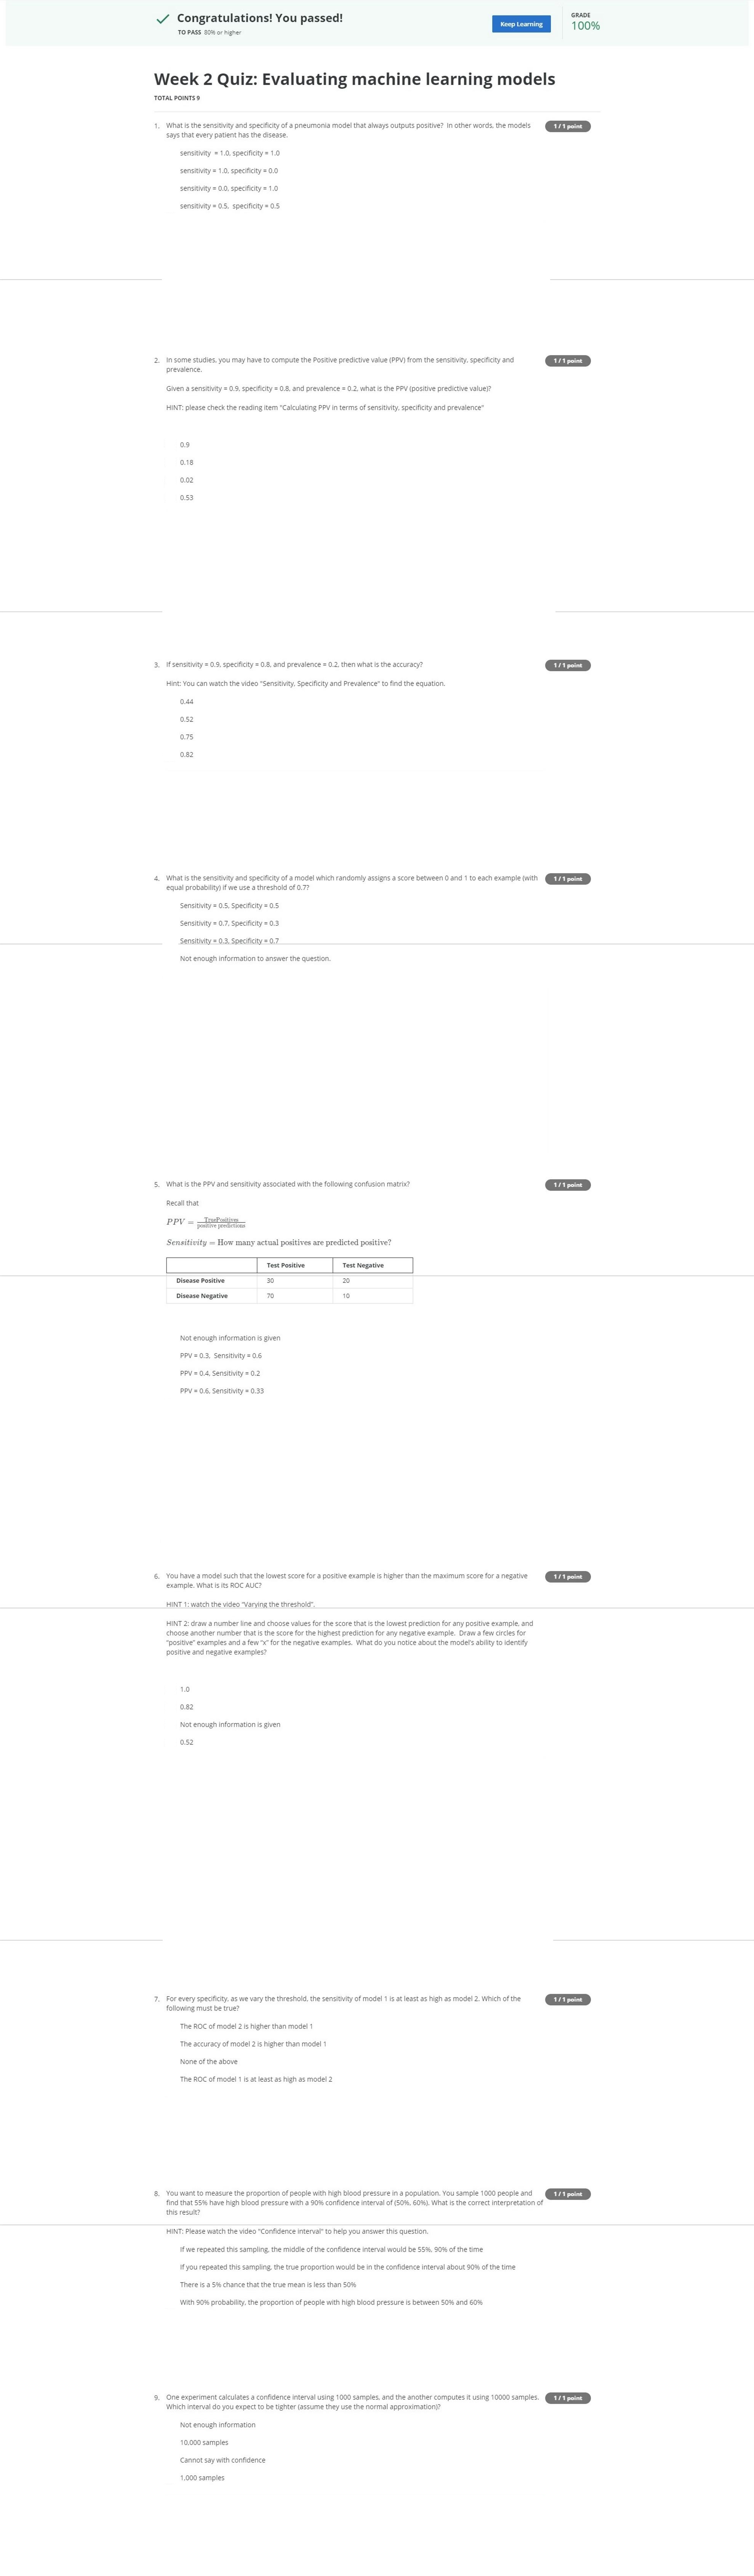 Congratulations! You passed!
TO PASS 80% or higher
Keep Learning
GRADE
100%
Week 2 Quiz: Evaluating machine learning models
TOTAL POINTS 9
1. What is the sensitivity and specificity of a pneumonia model that always outputs positive? In other words, the models
says that every patient has the disease.
1 / 1 point
sensitivity = 1.0, specificity = 1.0
sensitivity = 1.0, specificity = 0.0
sensitivity = 0.0, specificity = 1.0
sensitivity = 0.5, specificity = 0.5
2. In some studies, you may have to compute the Positive predictive value (PPV) from the sensitivity, specificity and
prevalence.
1 / 1 point
Given a sensitivity = 0.9, specificity = 0.8, and prevalence = 0.2, what is the PPV (positive predictive value)?
HINT: please check the reading item "Calculating PPV in terms of sensitivity, specificity and prevalence"
0.9
0.18
0.02
0.53
3. If sensitivity = 0.9, specificity = 0.8, and prevalence = 0.2, then what is the accuracy?
1 / 1 point
Hint: You can watch the video "Sensitivity, Specificity and Prevalence" to find the equation.
0.44
0.52
0.75
0.82
4. What is the sensitivity and specificity of a model which randomly assigns a score between 0 and 1 to each example (with
equal probability) if we use a threshold of 0.7?
1 / 1 point
Sensitivity = 0.5, Specificity = 0.5
Sensitivity = 0.7, Specificity = 0.3
Sensitivity = 0.3, Specificity = 0.7
Not enough information to answer the question.
5. What is the PPV and sensitivity associated with the following confusion matrix?
1 / 1 point
Recall that
PPV = TruePositives / positive predictions
Sensitivity = How many actual positives are predicted positive?
Test Positive Test Negative
Disease Positive 30 20
Disease Negative 70 10
Not enough information is given
PPV = 0.3, Sensitivity = 0.6
PPV = 0.4, Sensitivity = 0.2
PPV = 0.6, Sensitivity = 0.33
6. You have a model such that the lowest score for a positive example is higher than the maximum score for a negative
example. What is its ROC AUC?
1 / 1 point
HINT 1: watch the video "Varying the threshold".
HINT 2: draw a number line and choose values for the score that is the lowest prediction for any positive example, and
choose another number that is the score for the highest prediction for any negative example. Draw a few circles for
"positive" examples and a few "x" for the negative examples. What do you notice about the model's ability to identify
positive and negative examples?
1.0
0.82
Not enough information is given
0.52
7. For every specificity, as we vary the threshold, the sensitivity of model 1 is at least as high as model 2. Which of the
following must be true?
1 / 1 point
The ROC of model 2 is higher than model 1
The accuracy of model 2 is higher than model 1
None of the above
The ROC of model 1 is at least as high as model 2
8. You want to measure the proportion of people with high blood pressure in a population. You sample 1000 people and
find that 55% have high blood pressure with a 90% confidence interval of (50%, 60%). What is the correct interpretation of
this result?
1 / 1 point
HINT: Please watch the video "Confidence interval" to help you answer this question.
If we repeated this sampling, the middle of the confidence interval would be 55%, 90% of the time
If you repeated this sampling, the true proportion would be in the confidence interval about 90% of the time
There is a 5% chance that the true mean is less than 50%
With 90% probability, the proportion of people with high blood pressure is between 50% and 60%
9. One experiment calculates a confidence interval using 1000 samples, and the another computes it using 10000 samples.
Which interval do you expect to be tighter (assume they use the normal approximation)?
1 / 1 point
Not enough information
10,000 samples
Cannot say with confidence
1,000 samples